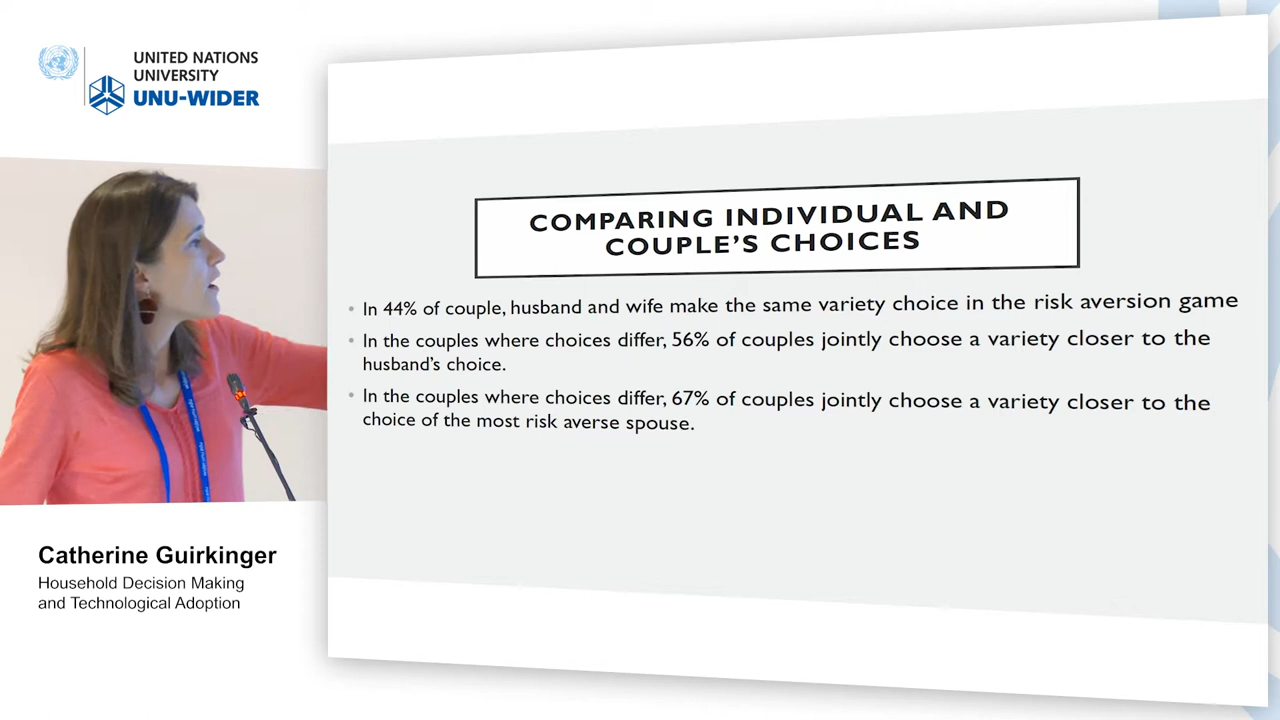 UNITED NATIONS
UNIVERSITY
UNU-WIDER
COMPARING INDIVIDUAL AND
COUPLE'S CHOICES
• In 44% of couple, husband and wife make the same variety choice in the risk aversion game
• In the couples where choices differ, 56% of couples jointly choose a variety closer to the
husband's choice.
• In the couples where choices differ, 67% of couples jointly choose a variety closer to the
choice of the most risk averse spouse.
Catherine Guirkinger
Household Decision Making
and Technological Adoption